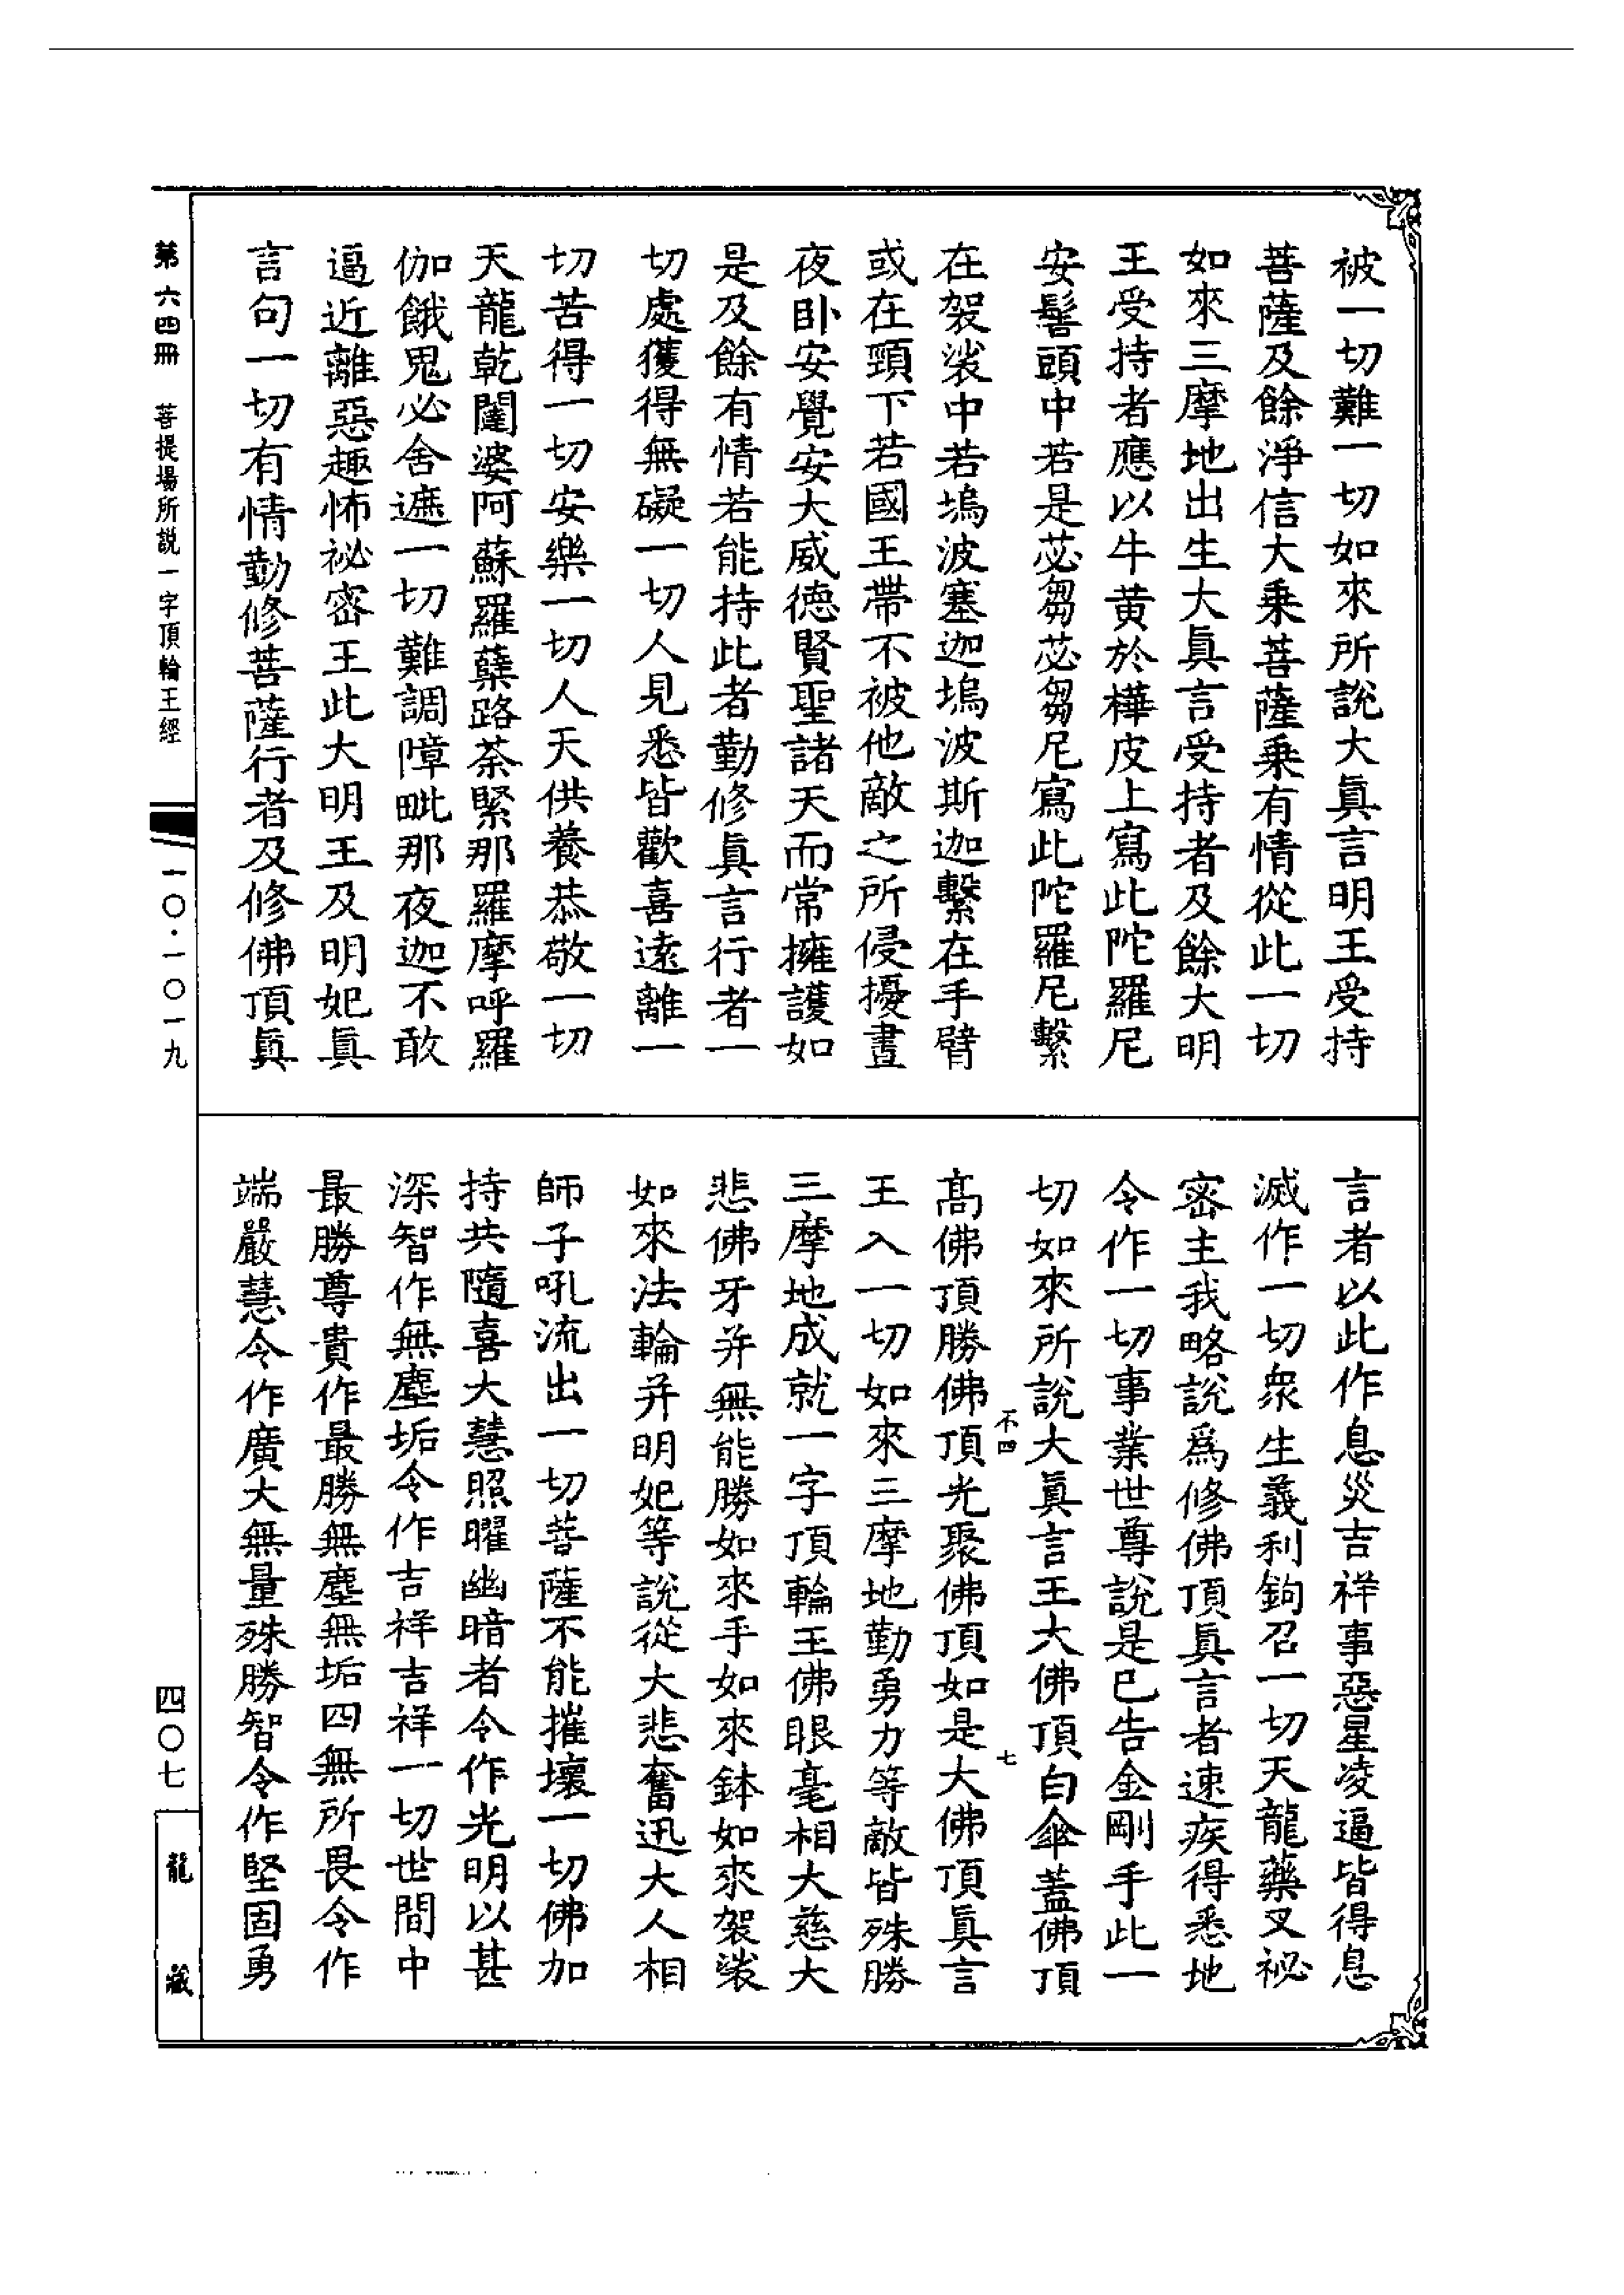 被一切難一切如來所說大真言明王受持
菩薩及餘淨信大乘菩薩乘有情從此一切
如來三摩地出生大真言受持者及餘大明
王受持者應以牛黃於樺皮上寫此陀羅尼
安髻頭中若是苾芻苾芻尼寫此陀羅尼繫
在袈裟中若塢波塞迦塢波斯迦繫在手臂
或在頸下若國王帶不被他敵之所侵擾晝
夜卧安覺安大威德賢聖諸天而常擁護如
是及餘有情若能持此者勤修真言行者一
切處獲得無礙一切人見悉皆歡喜遠離一
切苦得一切安樂一切人天供養恭敬一切
天龍乾闥婆阿蘇羅蘖路荼緊那羅摩呼羅
伽餓鬼必舍遮一切難調障毗那夜迦不敢
逼近離惡趣怖祕密王此大明王及明妃真
言句一切有情勤修菩薩行者及修佛頂真
言者以此作息災吉祥事惡星凌逼皆得息
滅作一切衆生義利鉤召一切天龍藥叉祕
密主我略說為修佛頂真言者速疾得悉地
令作一切事業世尊說是已告金剛手此一
切如來所說大真言王大佛頂白傘蓋佛頂
不四 七
高佛頂勝佛頂光聚佛頂如是大佛頂真言
王入一切如來三摩地勤勇力等敵皆殊勝
三摩地成就一字頂輪王佛眼毫相大慈大
悲佛牙并無能勝如來手如來鉢如來袈裟
如來法輪并明妃等說從大悲奮迅大人相
師子吼流出一切菩薩不能摧壞一切佛加
持共隨喜大慧照曜幽暗者令作光明以甚
深智作無塵垢令作吉祥吉祥一切世間中
最勝尊貴作最勝無塵無垢四無所畏令作
端嚴慧令作廣大無量殊勝智令作堅固勇
第六四冊 菩提場所說一字頂輪王經
一〇·一〇一九
四〇七
龍藏